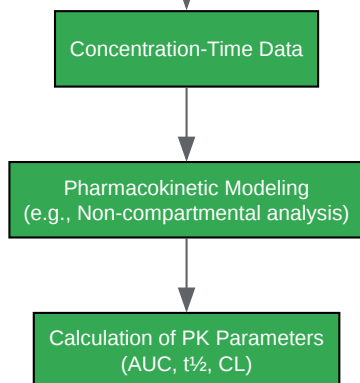 Concentration-Time Data
Pharmacokinetic Modeling
(e.g., Non-compartmental analysis)
Calculation of PK Parameters
(AUC, t½, CL)